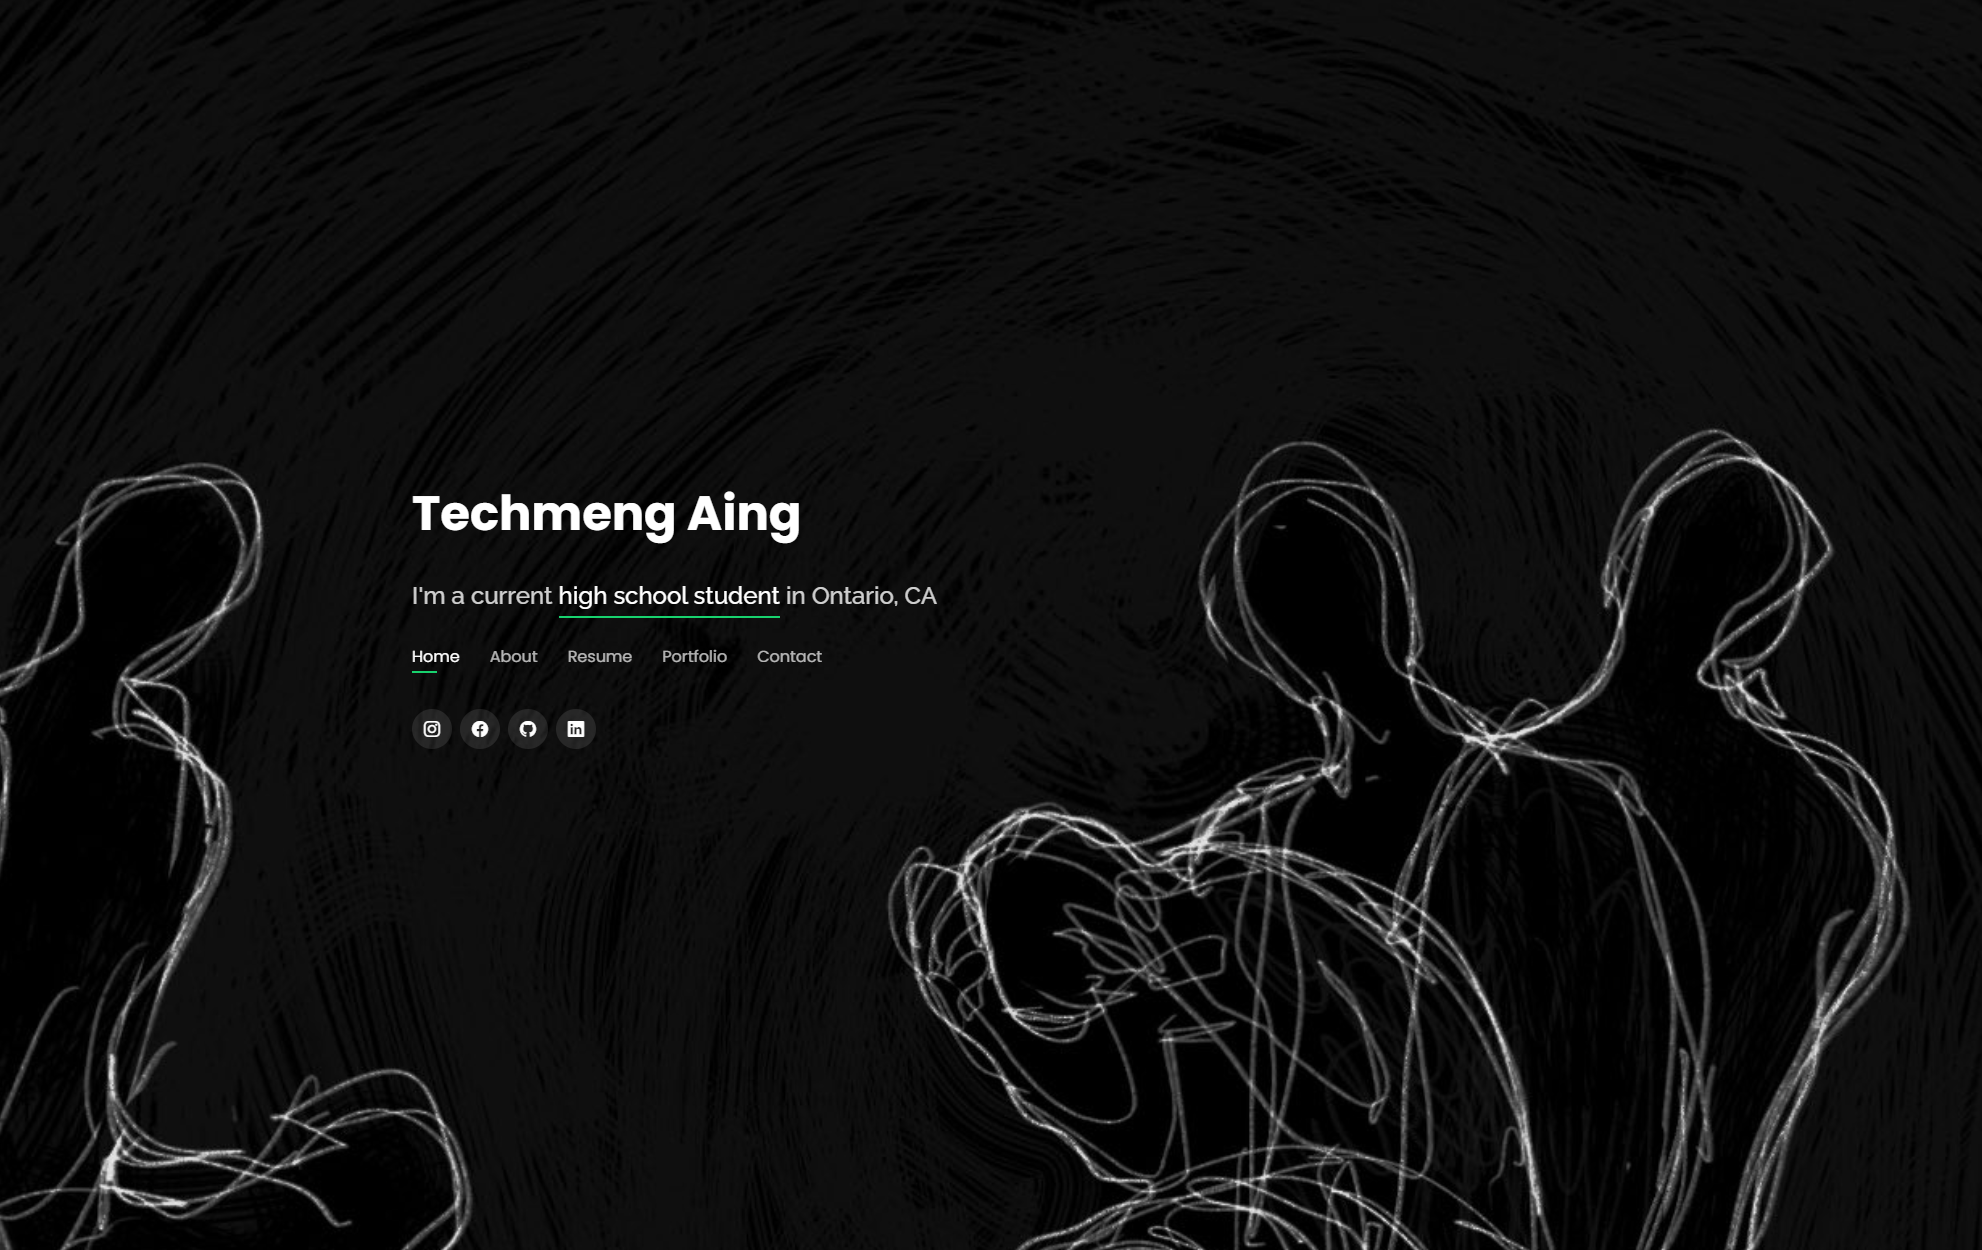 Techmeng Aing
I'm a current high school student in Ontario, CA
Home About Resume Portfolio Contact